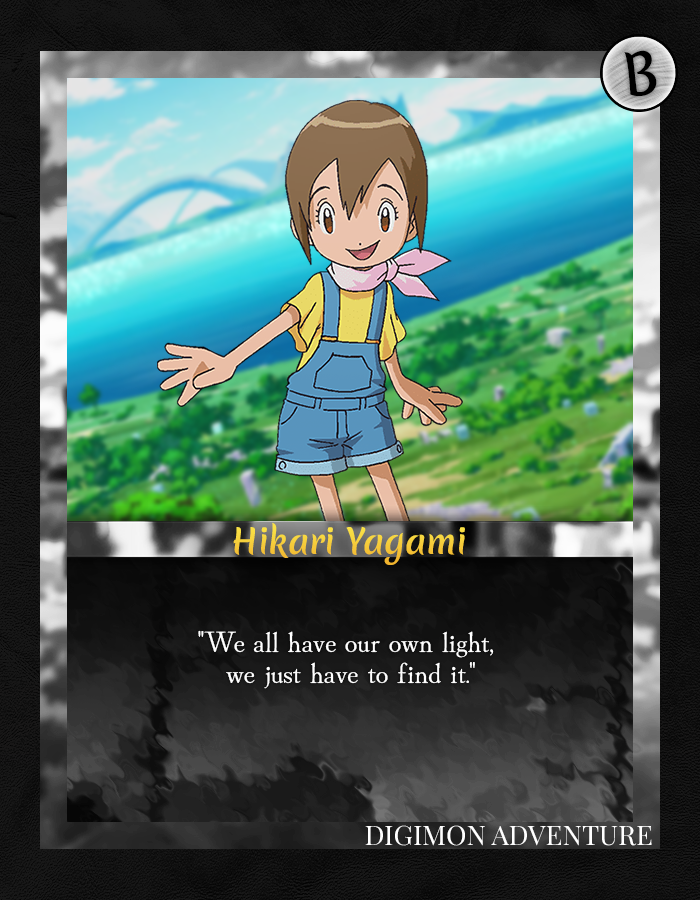 B
Hikari Yagami
"We all have our own light,
we just have to find it."
DIGIMON ADVENTURE